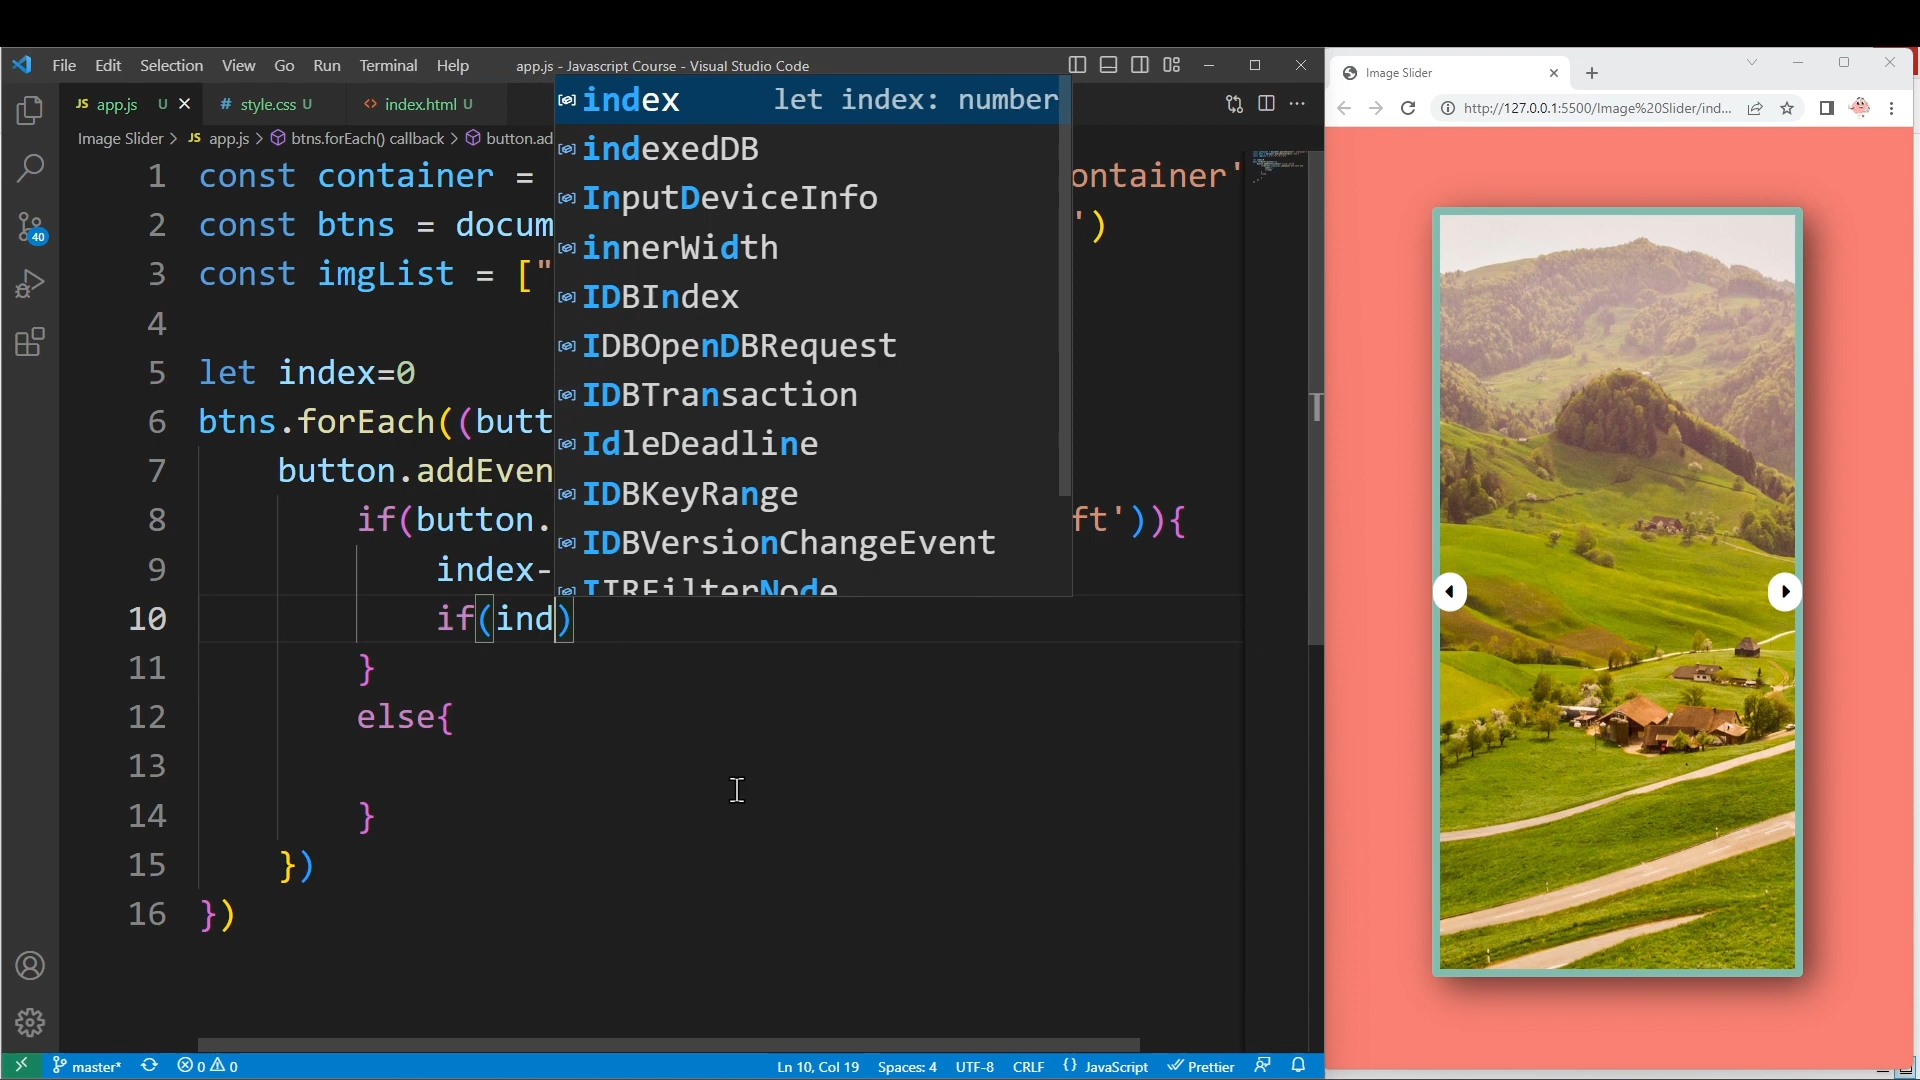 File Edit Selection View Go Run Terminal Help
app.js - Javascript Course - Visual Studio Code
JS app.js U
# style.css U
<> index.html U
Image Slider > JS app.js > btns.forEach() callback > button.ad
1 const container = ontainer'
2 const btns = docum ')
3 const imgList = ["
4
5 let index=0
6 btns.forEach((butt
7 button.addEven
8 if(button. ft')){
9 index-
10 if(ind)
11 }
12 else{
13
14 }
15 })
16 })
index let index: number
indexedDB
InputDeviceInfo
innerWidth
IDBIndex
IDBOpenDBRequest
IDBTransaction
IdleDeadline
IDBKeyRange
IDBVersionChangeEvent
IIRFilterNode
40
T
master* 0 0
Ln 10, Col 19 Spaces: 4 UTF-8 CRLF {} JavaScript Prettier
Image Slider
http://127.0.0.1:5500/Image%20Slider/ind...